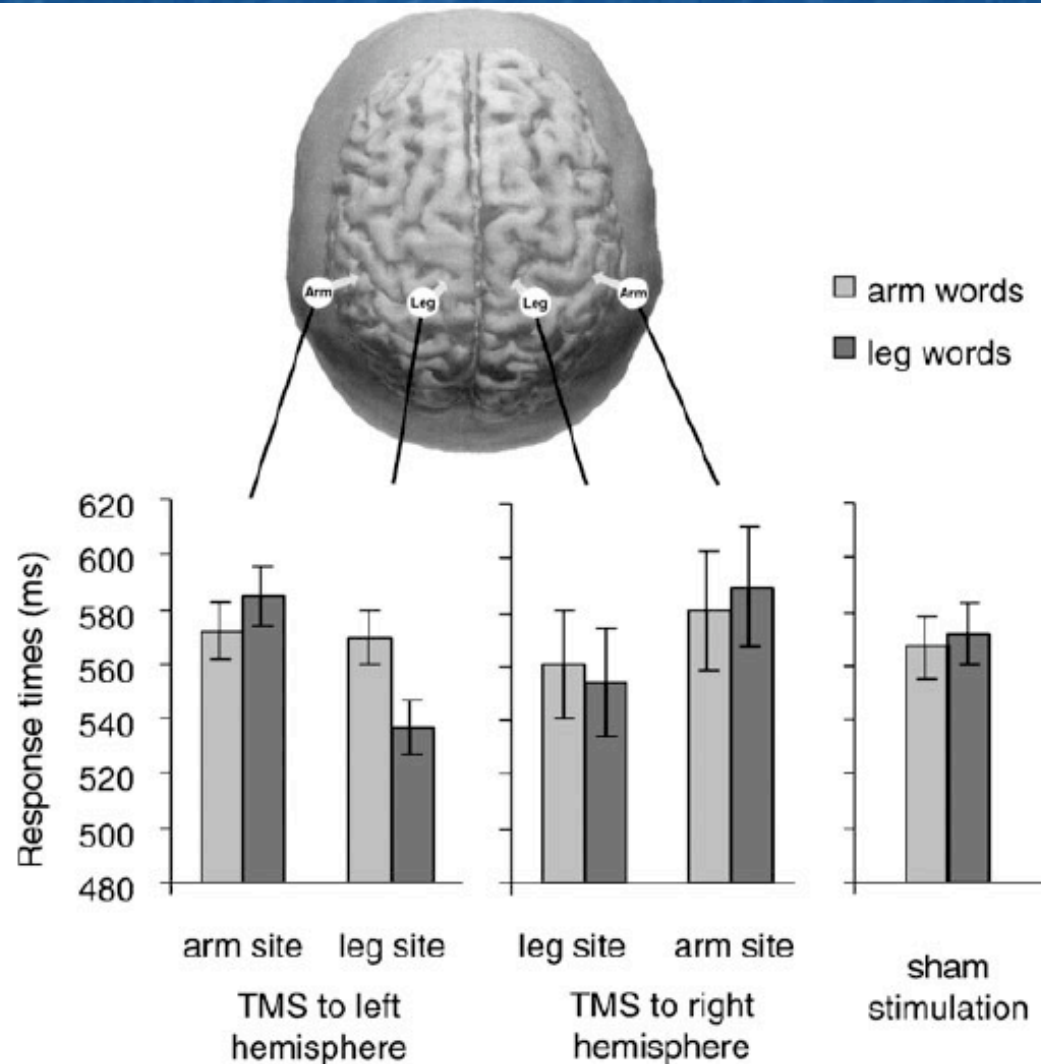 Arm
Leg
Leg
Arm
arm words
leg words
Response times (ms)
620
600
580
560
540
520
500
480
arm site
leg site
leg site
arm site
TMS to left
hemisphere
TMS to right
hemisphere
sham
stimulation